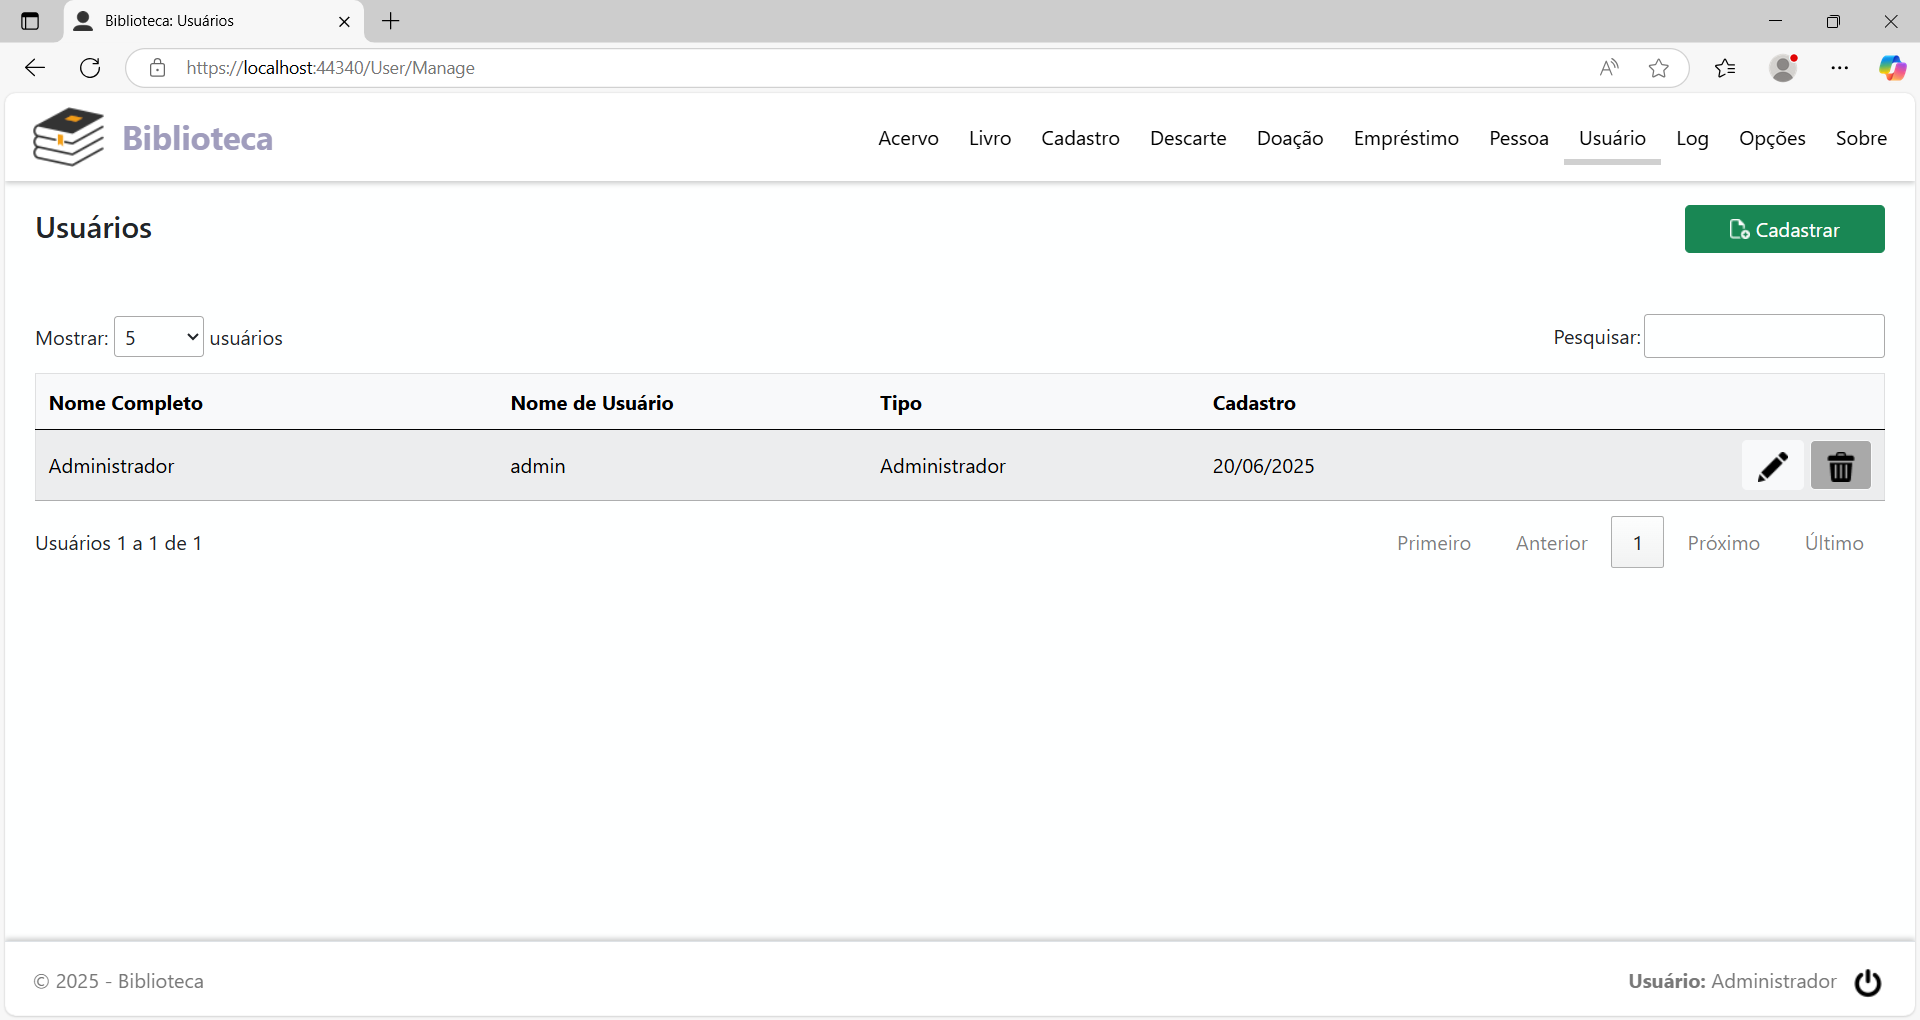 Biblioteca: Usuários
https://localhost:44340/User/Manage
Biblioteca
Acervo Livro Cadastro Descarte Doação Empréstimo Pessoa Usuário Log Opções Sobre
Usuários
Cadastrar
Mostrar: 5 usuários
Pesquisar:
Nome Completo Nome de Usuário Tipo Cadastro
Administrador admin Administrador 20/06/2025
Usuários 1 a 1 de 1
Primeiro Anterior 1 Próximo Último
© 2025 - Biblioteca
Usuário: Administrador